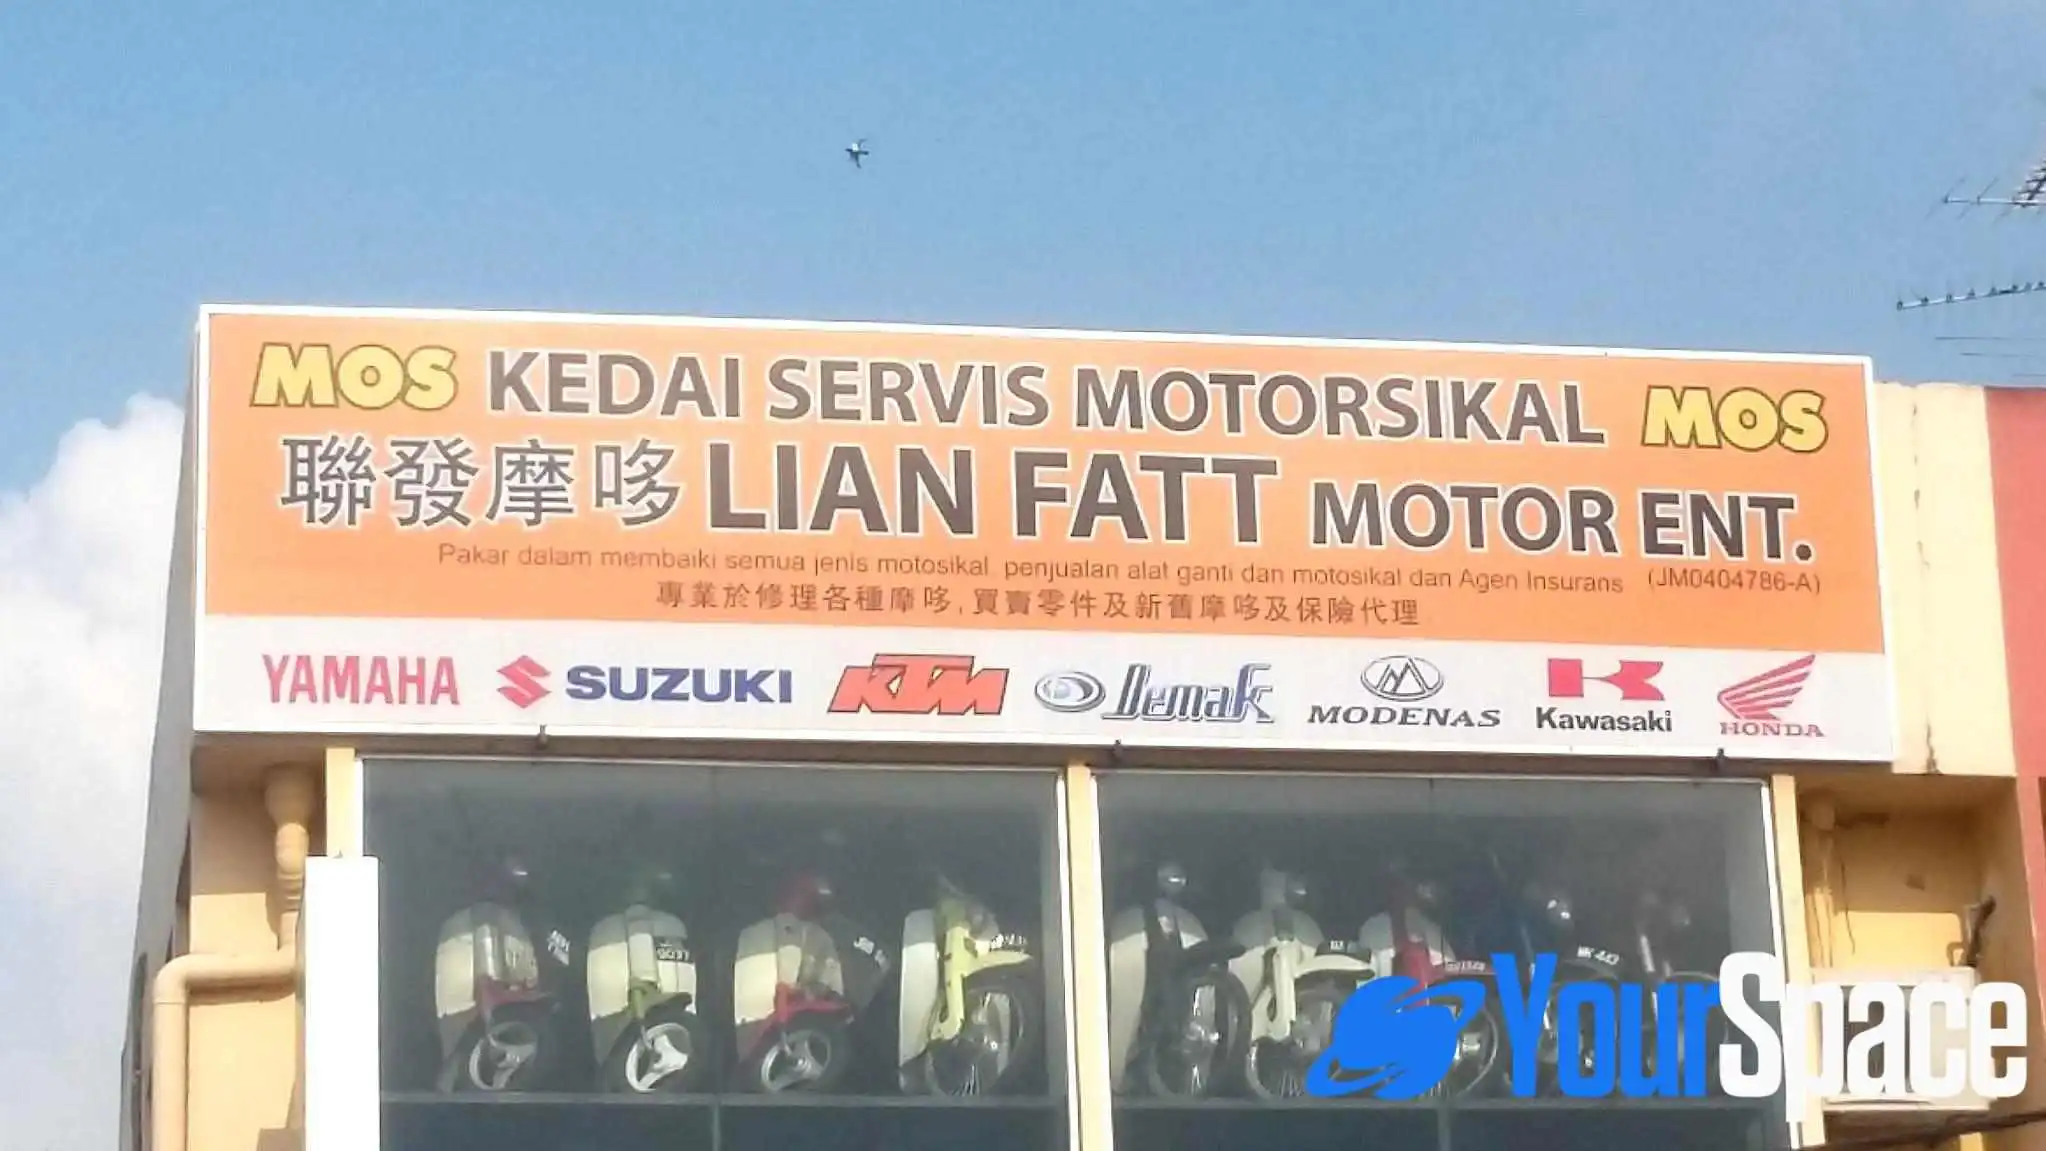 MOS KEDAI SERVIS MOTORSIKAL MOS
聯發摩哆 LIAN FATT MOTOR ENT.
Pakar dalam membaiki semua jenis motosikal, penjualan alat ganti dan motosikal dan Agen Insurans (JM0404786-A)
專業於修理各種摩哆,買賣零件及新舊摩哆及保險代理
YAMAHA SUZUKI KTM Demak MODENAS Kawasaki HONDA
YourSpace